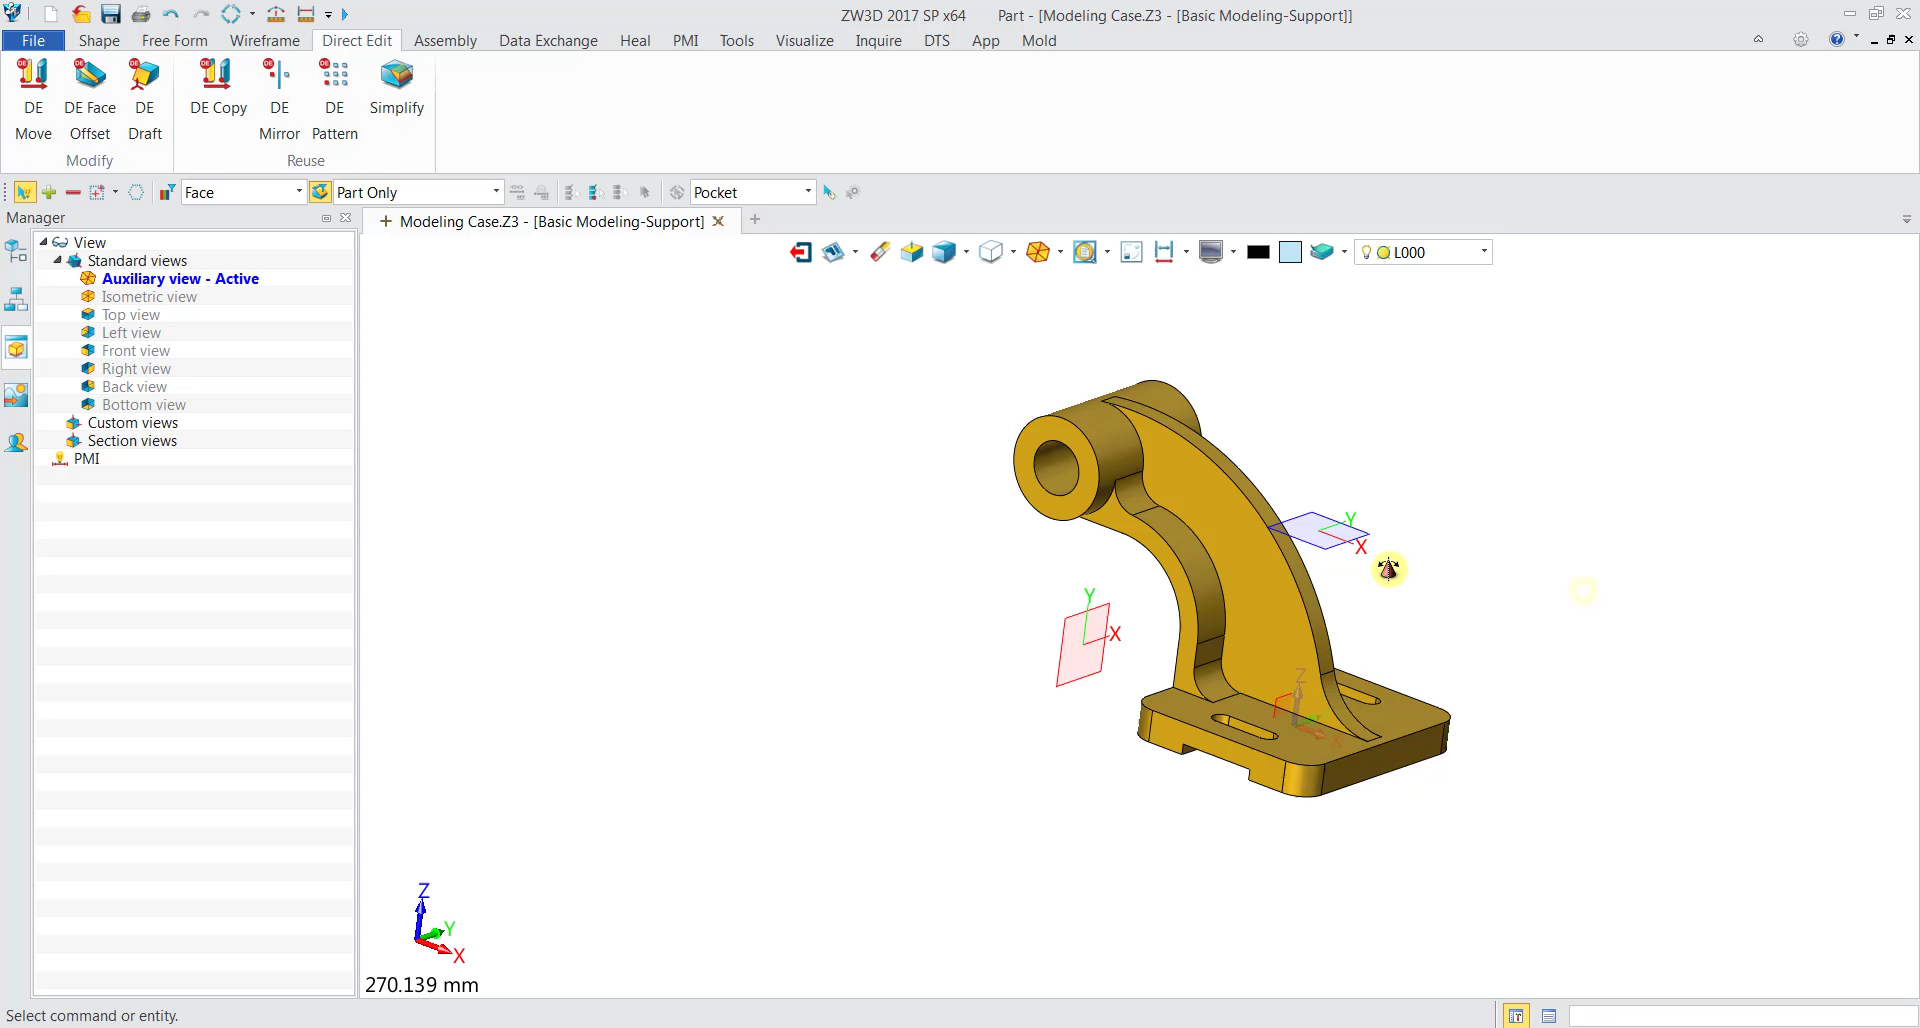 ZW3D 2017 SP x64 Part - [Modeling Case.Z3 - [Basic Modeling-Support]]
File Shape Free Form Wireframe Direct Edit Assembly Data Exchange Heal PMI Tools Visualize Inquire DTS App Mold
DE Move
DE Face Offset
DE Draft
DE Copy
DE Mirror
DE Pattern
Simplify
Modify
Reuse
Face
Part Only
Pocket
Manager
Modeling Case.Z3 - [Basic Modeling-Support]
View
Standard views
Auxiliary view - Active
Isometric view
Top view
Left view
Front view
Right view
Back view
Bottom view
Custom views
Section views
PMI
L000
Y
X
Y
X
Z
X
Z
Y
X
270.139 mm
Select command or entity.